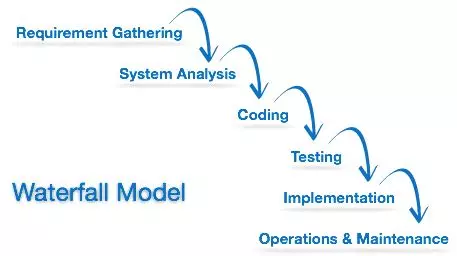 Requirement Gathering
System Analysis
Coding
Testing
Waterfall Model
Implementation
Operations & Maintenance